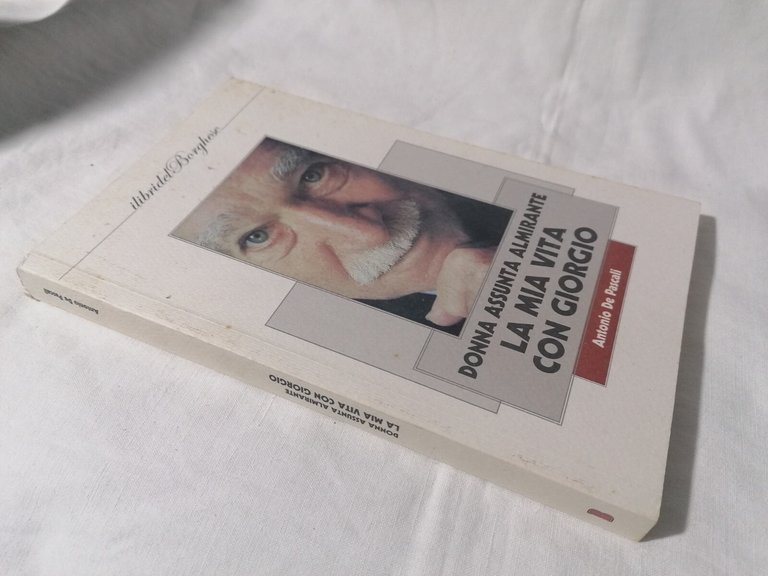 ilibridelBorghese
DONNA ASSUNTA ALMIRANTE
LA MIA VITA
CON GIORGIO
Antonio De Pascali
Antonio De Pascali
DONNA ASSUNTA ALMIRANTE
LA MIA VITA CON GIORGIO